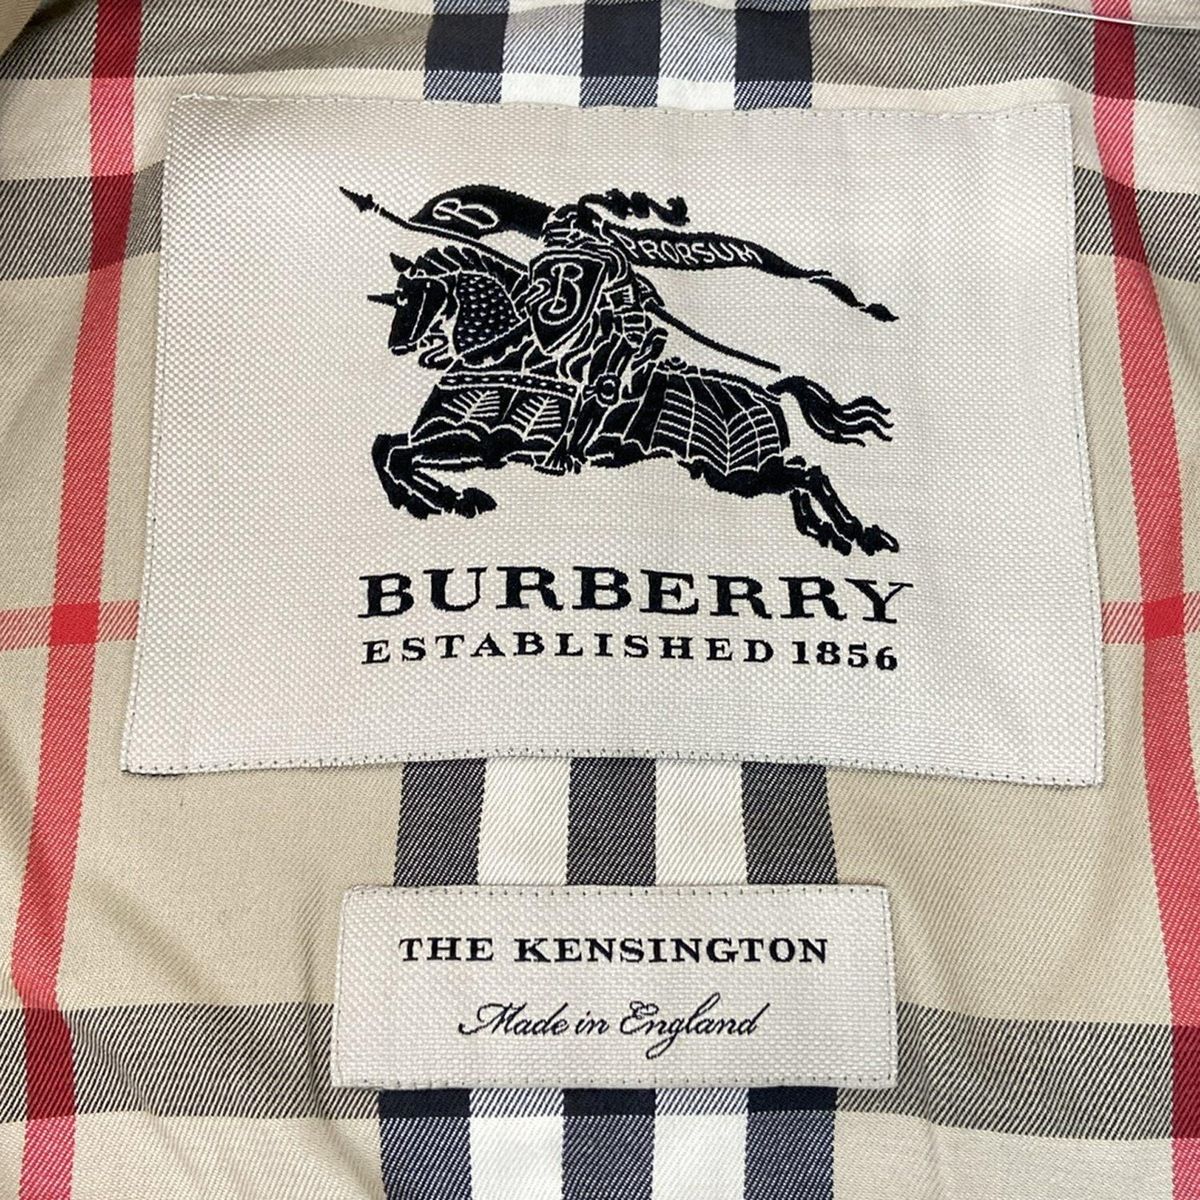 B
PRORSUM
B
BURBERRY
ESTABLISHED 1856
THE KENSINGTON
Made in England